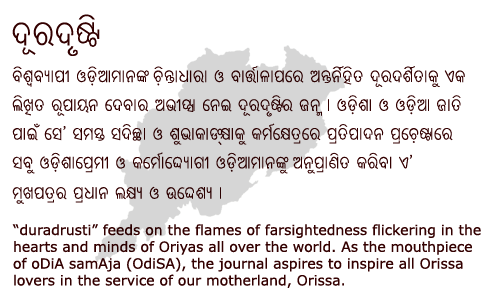 ଦୂରଦୃଷ୍ଟି
ବିଶ୍ୱବ୍ୟାପୀ ଓଡ଼ିଆମାନଙ୍କ ଚିନ୍ତାଧାରା ଓ ବାର୍ତ୍ତାଳାପରେ ଅନ୍ତର୍ନିହିତ ଦୂରଦର୍ଶିତାକୁ ଏକ
ଲିଖିତ ରୂପାୟନ ଦେବାର ଅଭୀପ୍ସା ନେଇ ଦୂରଦୃଷ୍ଟିର ଜନ୍ମ । ଓଡ଼ିଶା ଓ ଓଡ଼ିଆ ଜାତି
ପାଇଁ ସେ' ସମସ୍ତ ସଦିଚ୍ଛା ଓ ଶୁଭାକାଙ୍‌କ୍ଷାକୁ କର୍ମକ୍ଷେତ୍ରରେ ପ୍ରତିପାଦନ ପ୍ରଚେଷ୍ଟାରେ
ସବୁ ଓଡ଼ିଶାପ୍ରେମୀ ଓ କର୍ମୋଦ୍ୟୋଗୀ ଓଡ଼ିଆମାନଙ୍କୁ ଅନୁପ୍ରାଣିତ କରିବା ଏ'
ମୁଖପତ୍ରର ପ୍ରଧାନ ଲକ୍ଷ୍ୟ ଓ ଉଦ୍ଦେଶ୍ୟ ।
“duradrusti” feeds on the flames of farsightedness flickering in the
hearts and minds of Oriyas all over the world. As the mouthpiece
of oDiA samAja (OdiSA), the journal aspires to inspire all Orissa
lovers in the service of our motherland, Orissa.